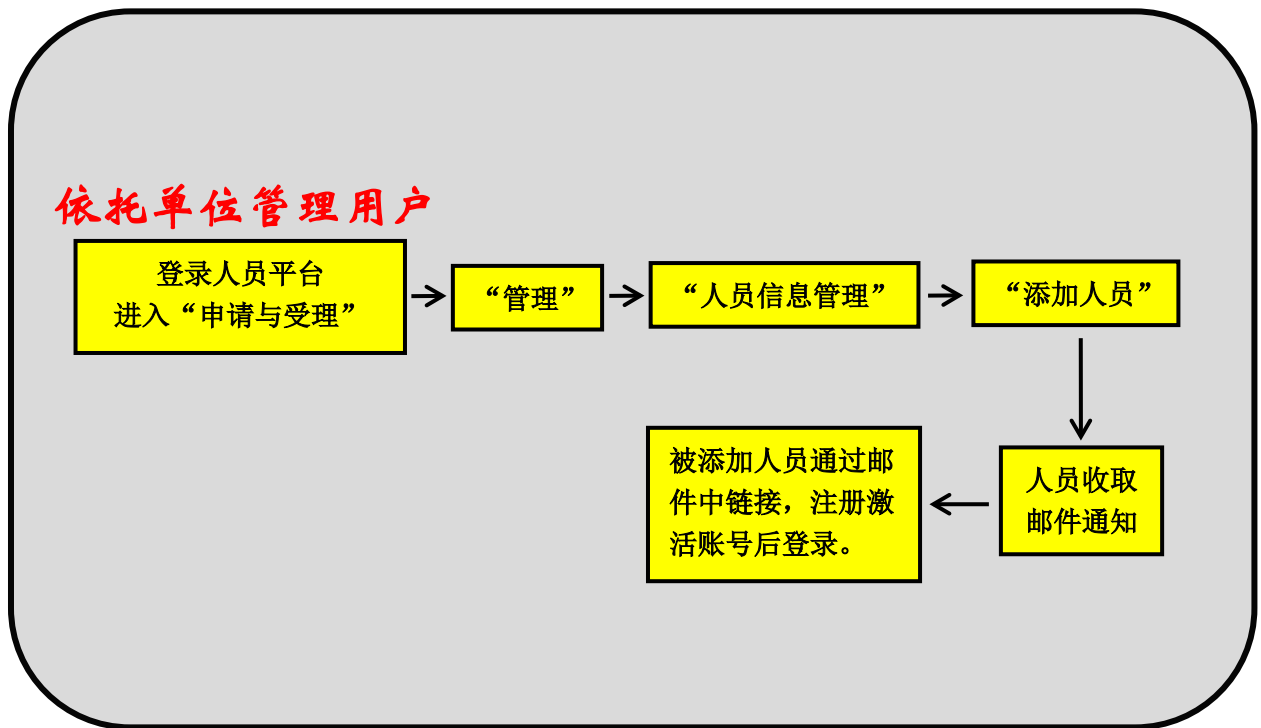 依托单位管理用户
登录人员平台
进入“申请与受理”
“管理”
“人员信息管理”
“添加人员”
人员收取
邮件通知
被添加人员通过邮
件中链接，注册激
活账号后登录。